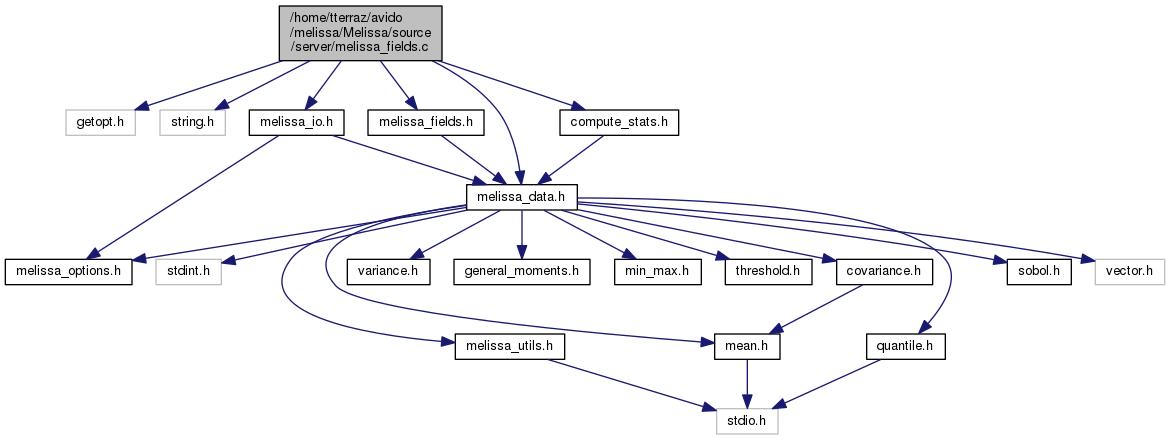 /home/tterraz/avido
/melissa/Melissa/source
/server/melissa_fields.c
getopt.h
string.h
melissa_io.h
melissa_fields.h
compute_stats.h
melissa_data.h
melissa_options.h
stdint.h
variance.h
general_moments.h
min_max.h
threshold.h
covariance.h
sobol.h
vector.h
melissa_utils.h
mean.h
quantile.h
stdio.h